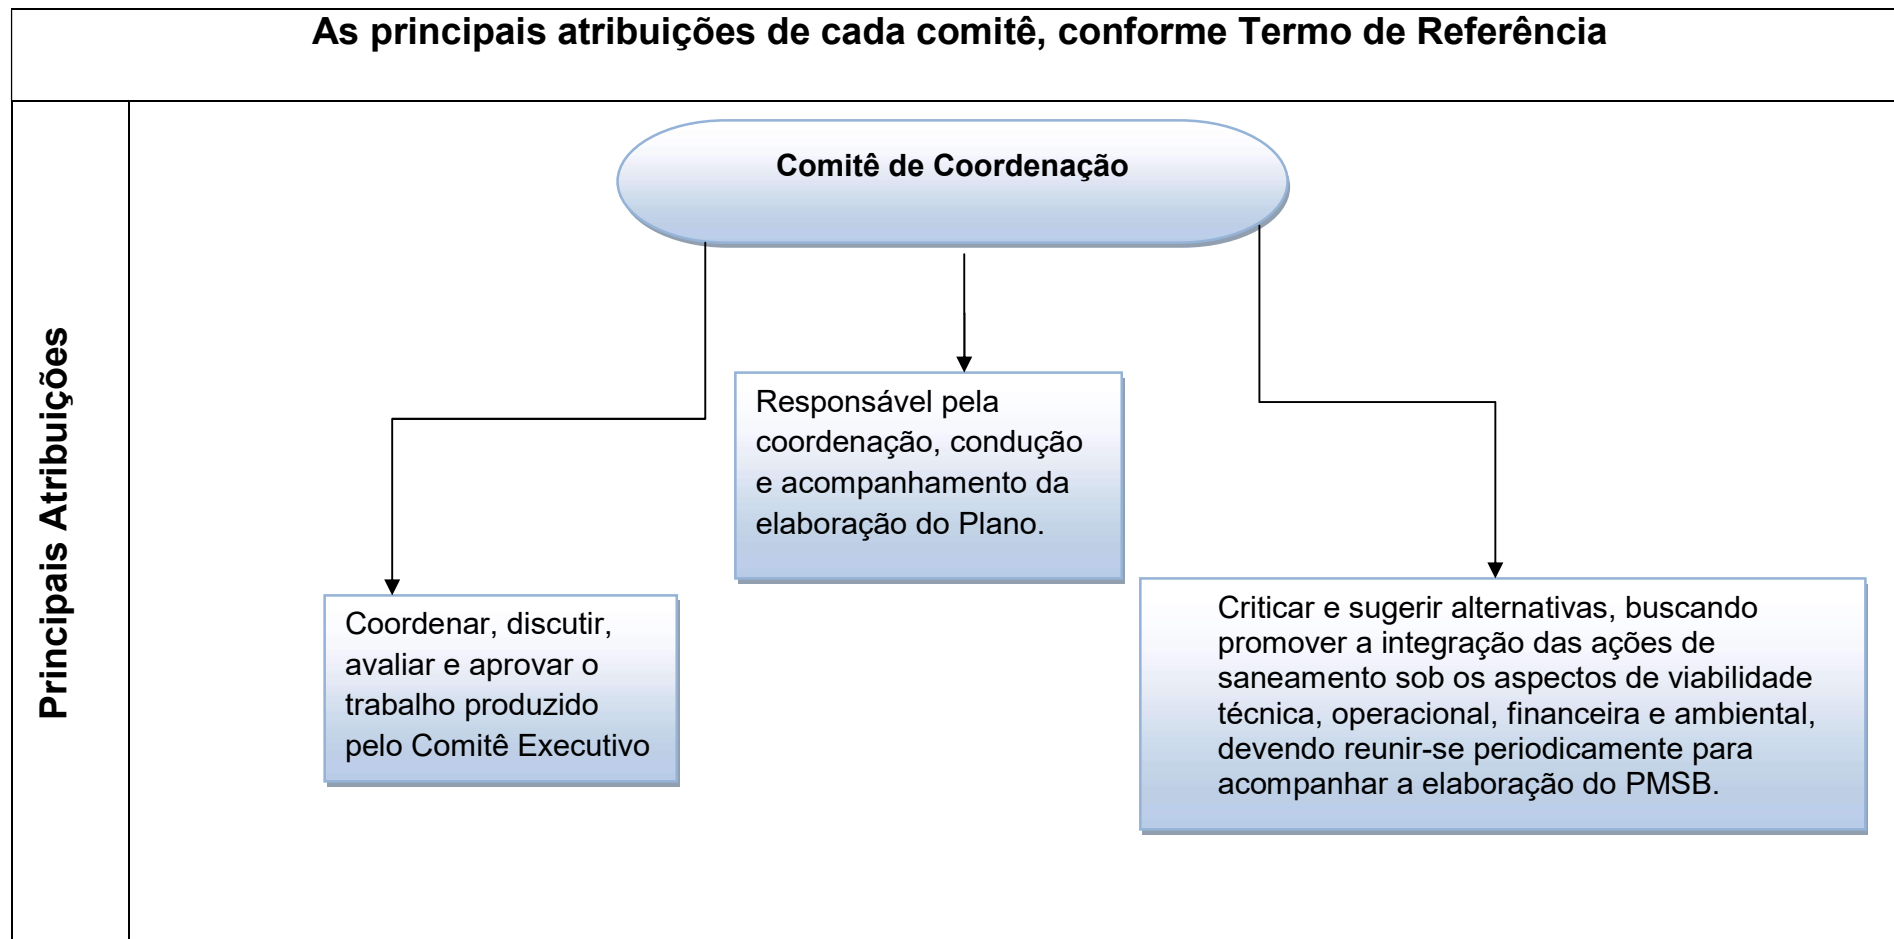 As principais atribuições de cada comitê, conforme Termo de Referência
Principais Atribuições
Comitê de Coordenação
Coordenar, discutir,
avaliar e aprovar o
trabalho produzido
pelo Comitê Executivo
Responsável pela
coordenação, condução
e acompanhamento da
elaboração do Plano.
Criticar e sugerir alternativas, buscando
promover a integração das ações de
saneamento sob os aspectos de viabilidade
técnica, operacional, financeira e ambiental,
devendo reunir-se periodicamente para
acompanhar a elaboração do PMSB.